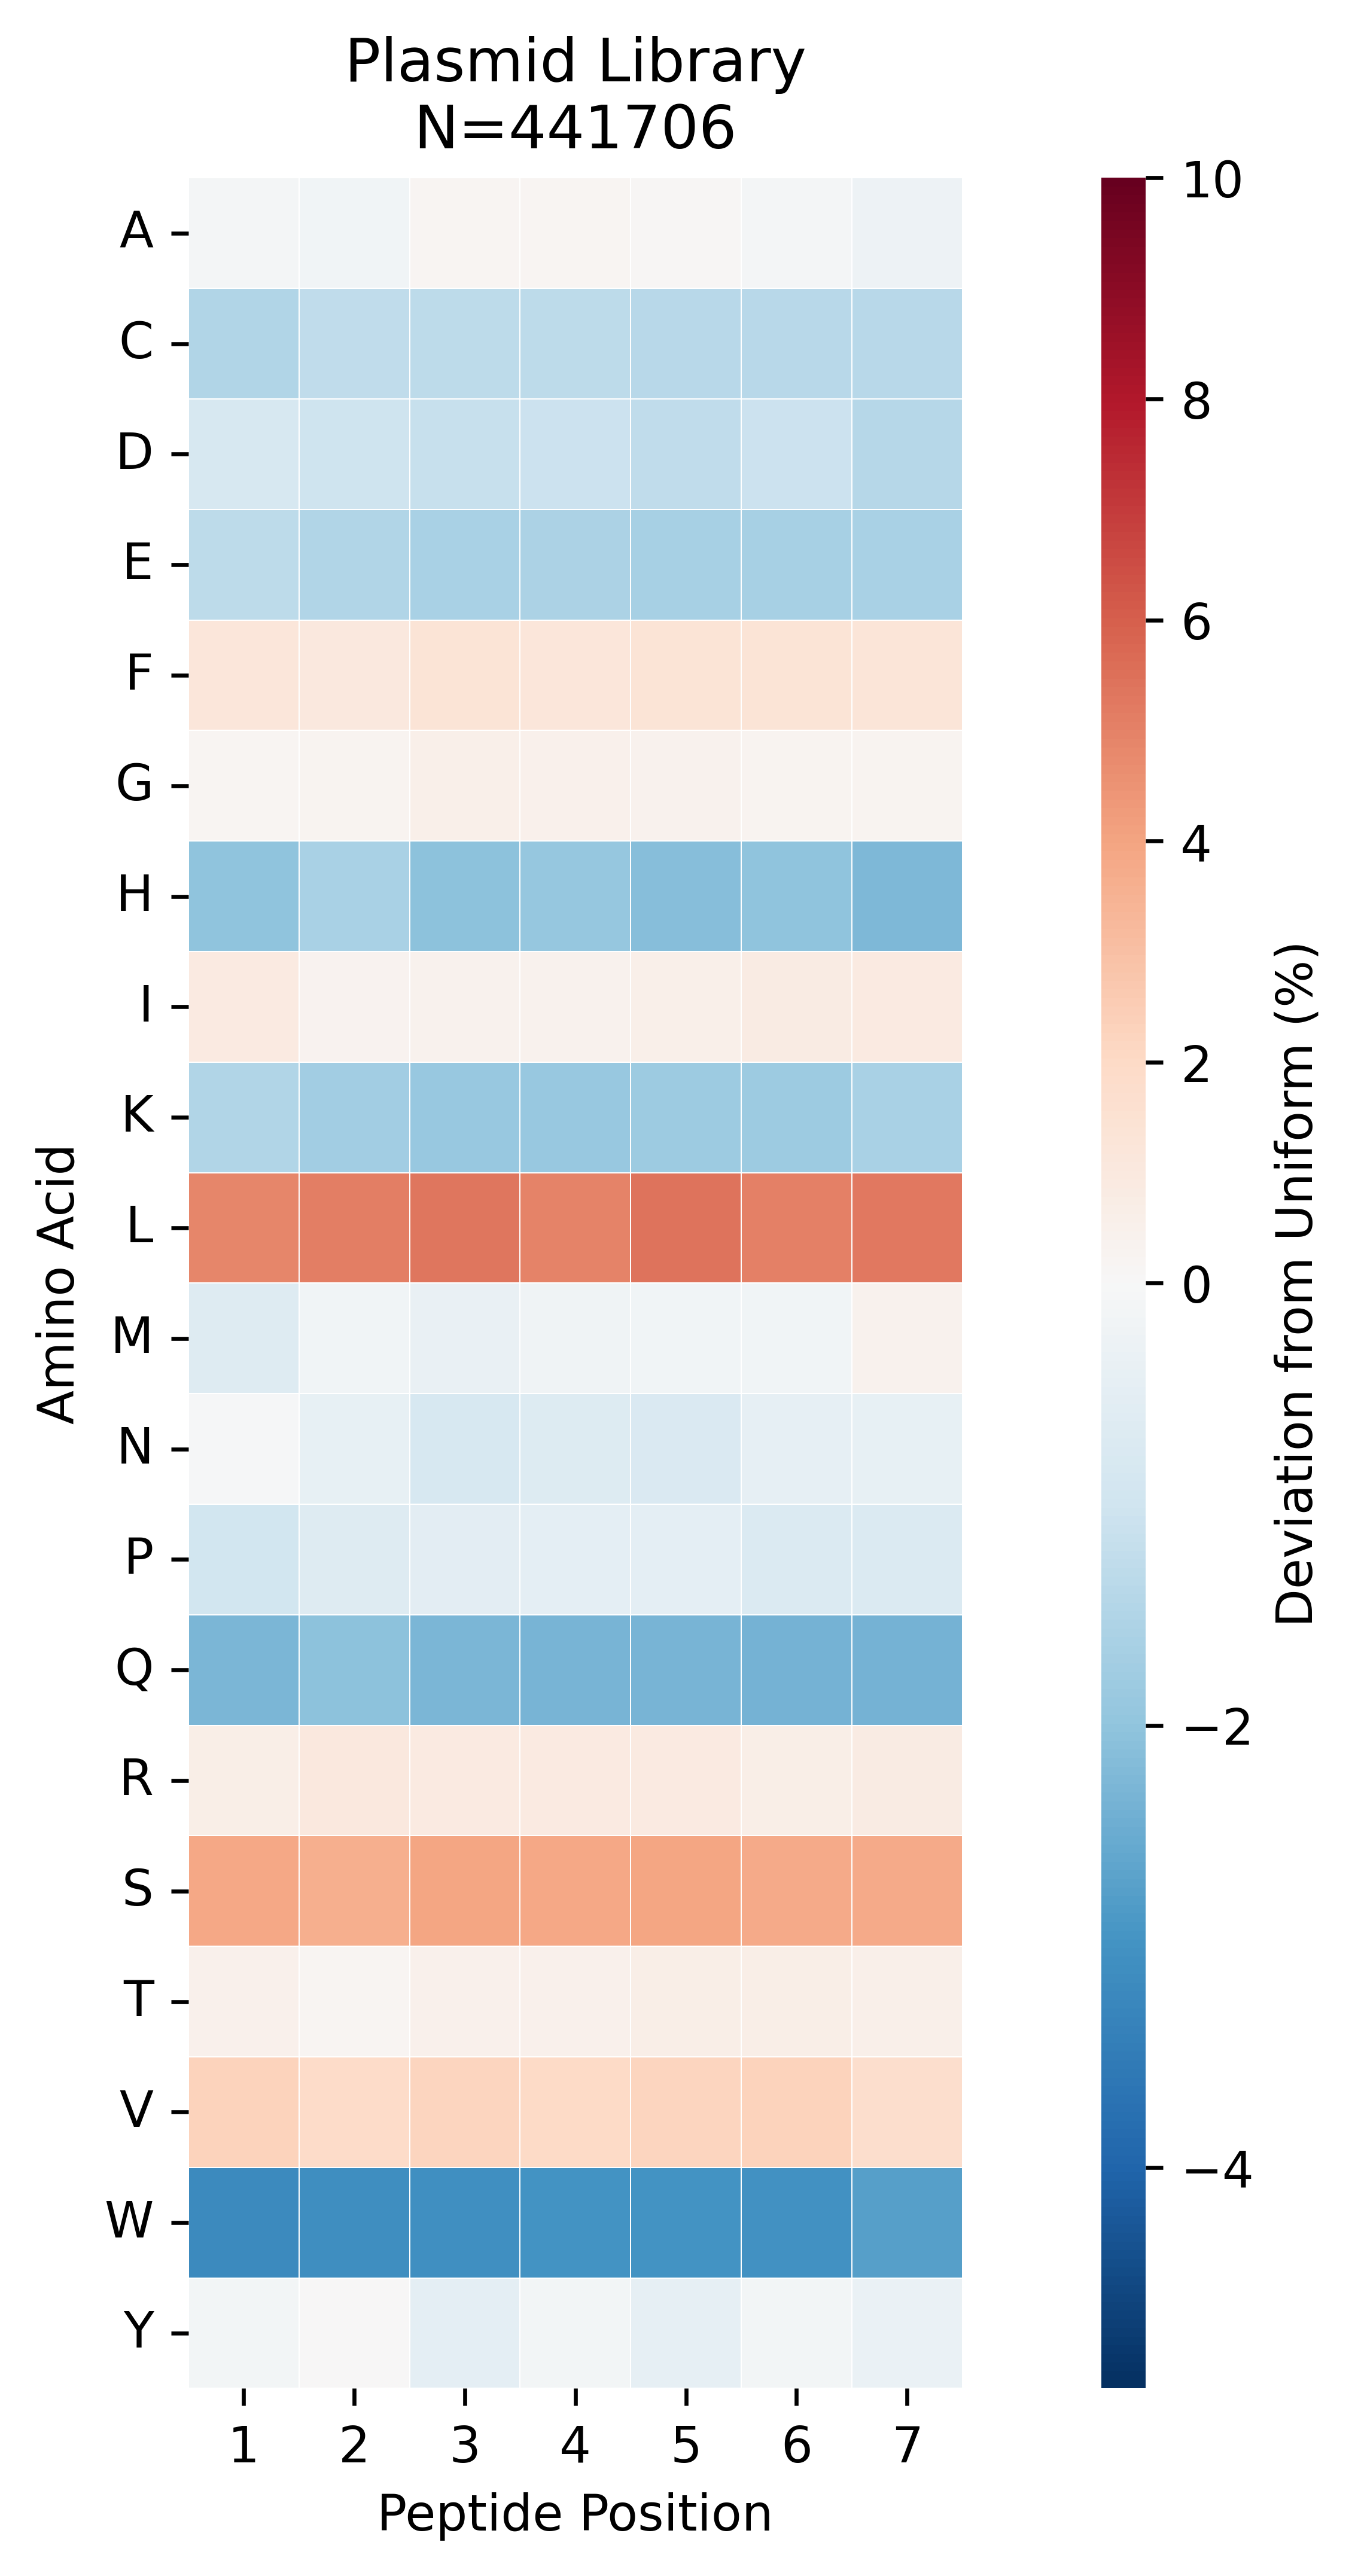 Plasmid Library
N=441706
Amino Acid
A
C
D
E
F
G
H
I
K
L
M
N
P
Q
R
S
T
V
W
Y
1 2 3 4 5 6 7
Peptide Position
10
8
6
4
2
0
−2
−4
Deviation from Uniform (%)